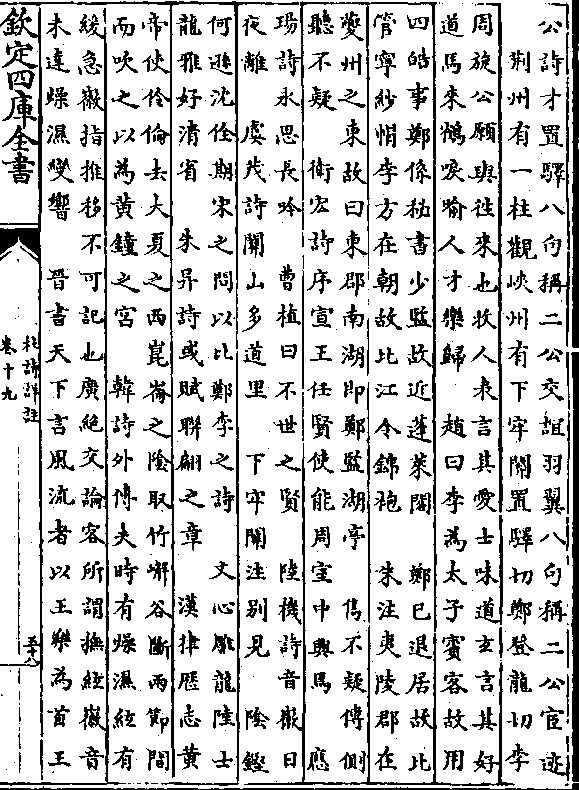 公詩才置驛八句稱二公交誼羽翼八句稱二公宦迹
荆州有一柱觀峽州有下牢關置驛切鄭登龍切李
周旋公願與往來也牧人表言其愛士味道玄言其好
道馬來鶴唳喻人才樂歸　趙曰李為太子賓客故用
四皓事鄭係秘書少監故近蓬萊閣　鄭已退居故比
管寧紗帽李方在朝故比江令錦袍　朱注夷陵郡在
夔州之東故曰東郡南湖即鄭監湖亭　雋不疑傳側
聽不疑　衛宏詩序宣王任賢使能周室中興焉　應
瑒詩永思長吟　曹植曰不世之賢　陸機詩音徽日
夜離　虞茂詩關山多道里　下牢關注别見　陰鏗
何遜沈佺期宋之問以比鄭李之詩　文心雕龍陸士
龍雅好清省　朱异詩或賦聯翩之章　漢律歷志黄
帝使伶倫去大夏之西崑崙之陰取竹嶰谷斷兩節間
而吹之以為黄鐘之宫　韓詩外傳夫時有燥濕絃有
緩急徽指推移不可記也廣絶交論客所謂撫絃徽音
未達燥濕變響　晉書天下言風流者以王樂為首王
欽定四庫全書
杜詩詳註
卷十九
五十八